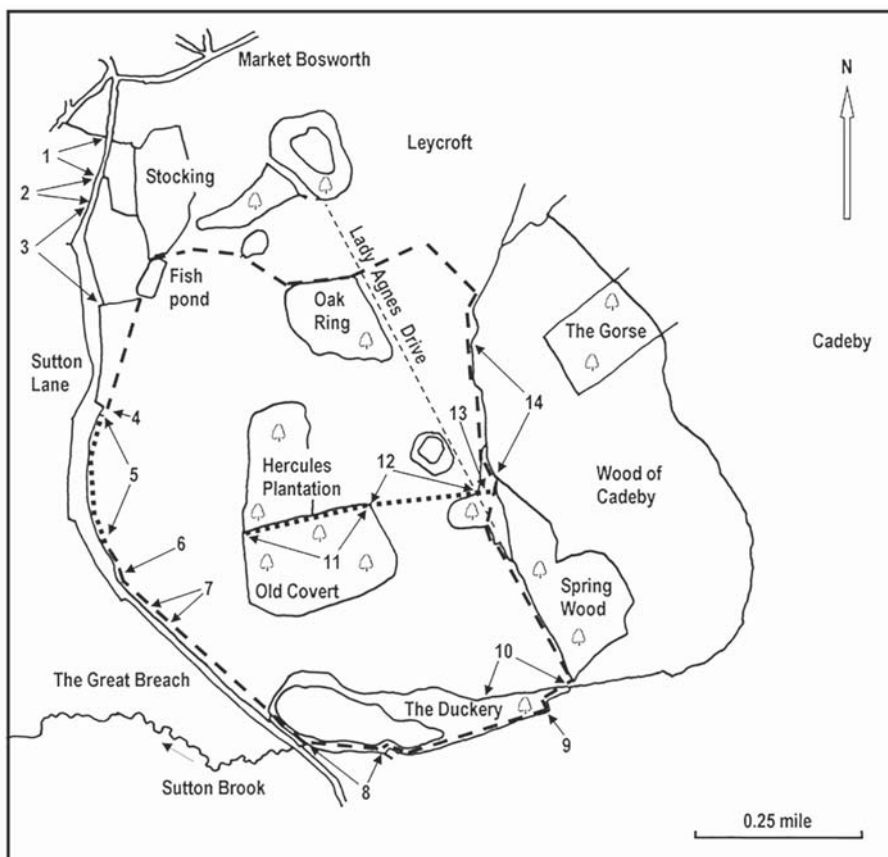 Market Bosworth
N
Leycroft
1
Stocking
2
3
Lady Agnes Drive
Fish
pond
Oak
Ring
The Gorse
Cadeby
Sutton
Lane
4
13
14
5
12
Hercules
Plantation
Wood of
Cadeby
6
11
7
Old Covert
Spring
Wood
10
The Great Breach
The Duckery
9
8
Sutton Brook
0.25 mile